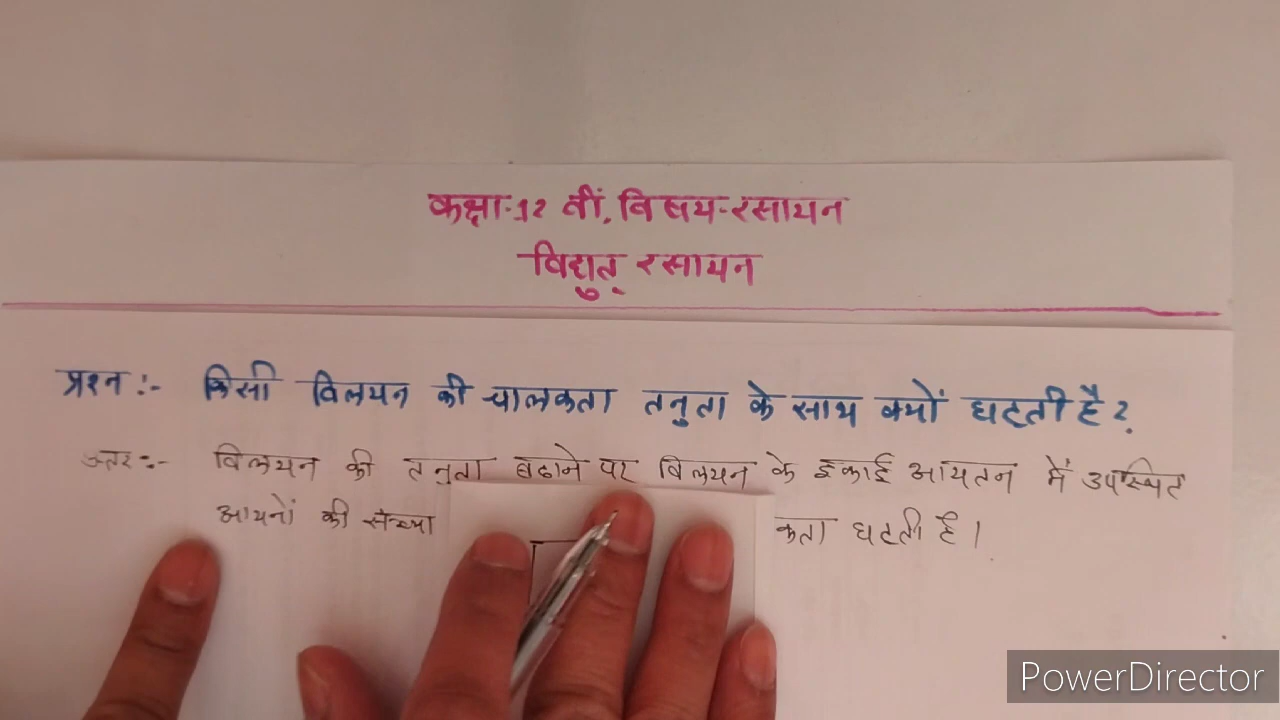 कक्षा-12 वीं, विषय-रसायन
विद्युत् रसायन
प्रश्न :- किसी विलयन की चालकता तनुता के साथ क्यों घटती है?
उत्तर :- विलयन की तनुता बढाने पर विलयन के इकाई आयतन में उपस्थित
आयनों की संख्या कता घटती है।
PowerDirector